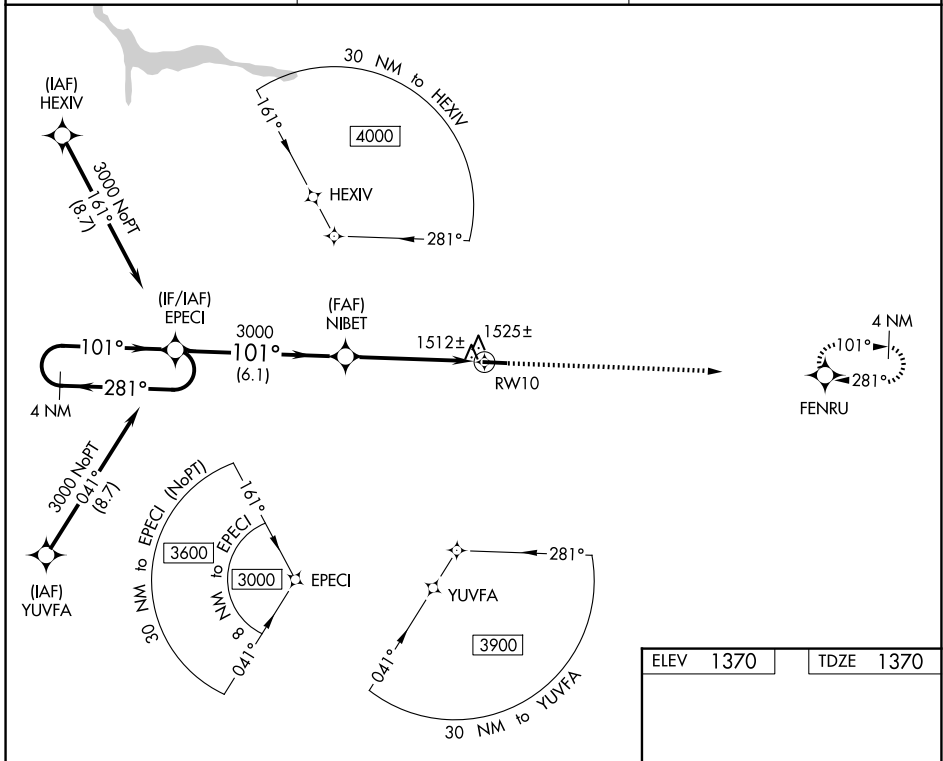 (IAF)
HEXIV
3000 NoPT
161°
(8.7)
30 NM to HEXIV
161°
4000
HEXIV
281°
(IF/IAF)
EPECI
101°
281°
4 NM
3000
101°
(6.1)
(FAF)
NIBET
1512±
1525±
RW10
4 NM
101°
281°
FENRU
3000 NoPT
041°
(8.7)
(IAF)
YUVFA
30 NM to EPECI (NoPT)
3600
8 NM to EPECI
3000
161°
EPECI
041°
281°
YUVFA
3900
041°
30 NM to YUVFA
ELEV 1370
TDZE 1370